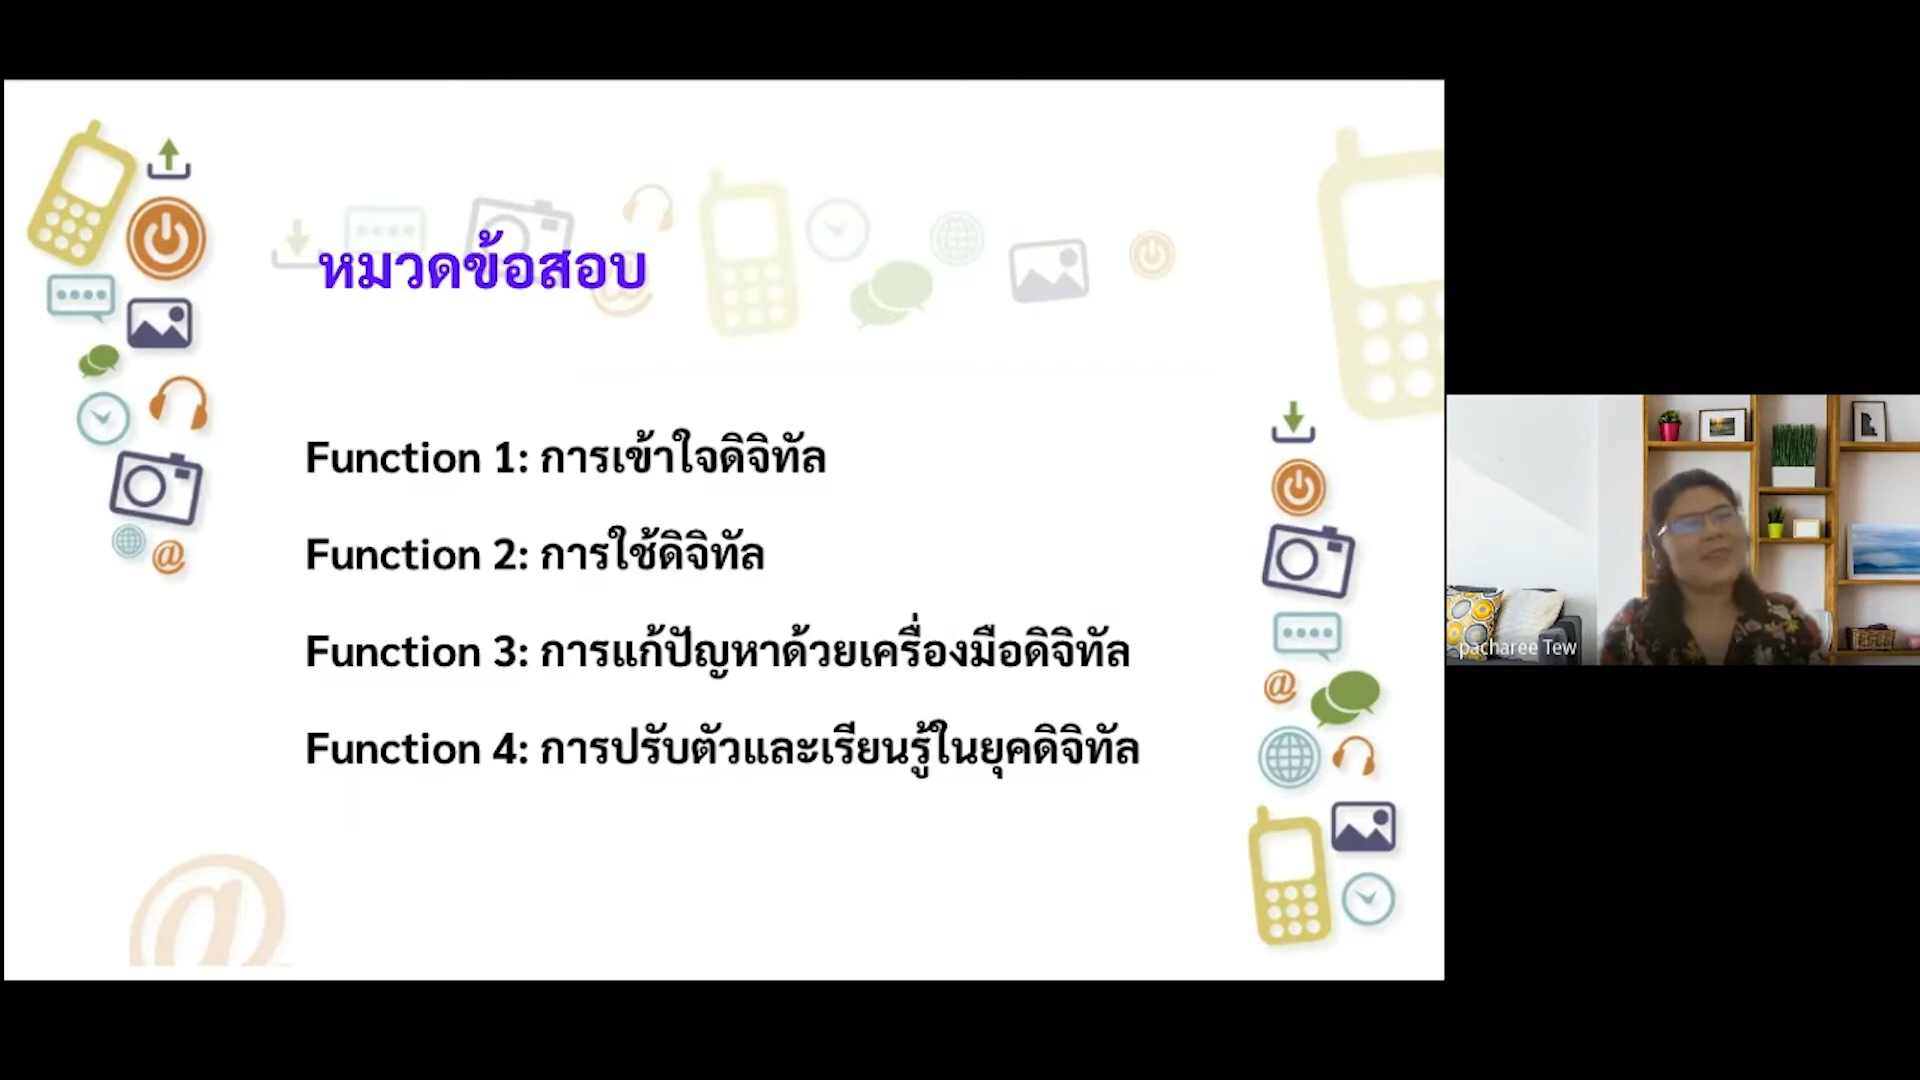 หมวดข้อสอบ
Function 1: การเข้าใจดิจิทัล
Function 2: การใช้ดิจิทัล
Function 3: การแก้ปัญหาด้วยเครื่องมือดิจิทัล
Function 4: การปรับตัวและเรียนรู้ในยุคดิจิทัล
pacharee Tew